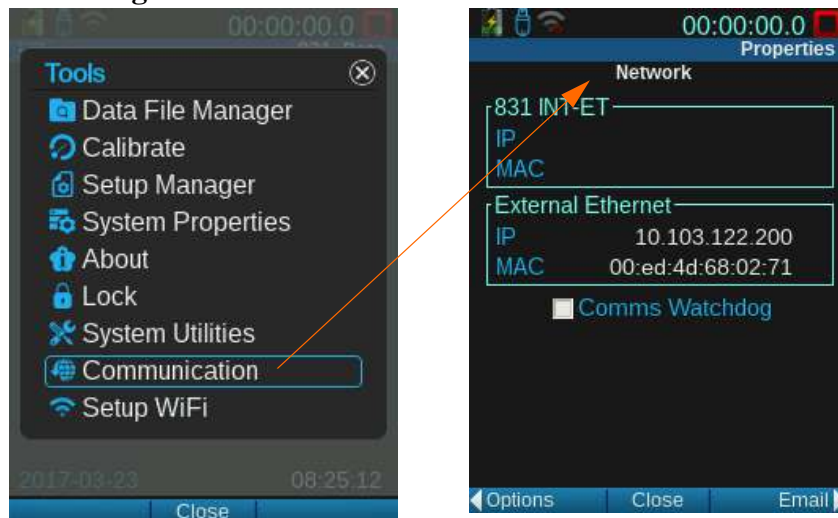 00:00:00.0
Tools
Data File Manager
Calibrate
Setup Manager
System Properties
About
Lock
System Utilities
Communication
Setup WiFi
2017-03-23 08:25:12
Close
00:00:00.0
Properties
Network
831 INT-ET
IP
MAC
External Ethernet
IP 10.103.122.200
MAC 00:ed:4d:68:02:71
Comms Watchdog
Options Close Email